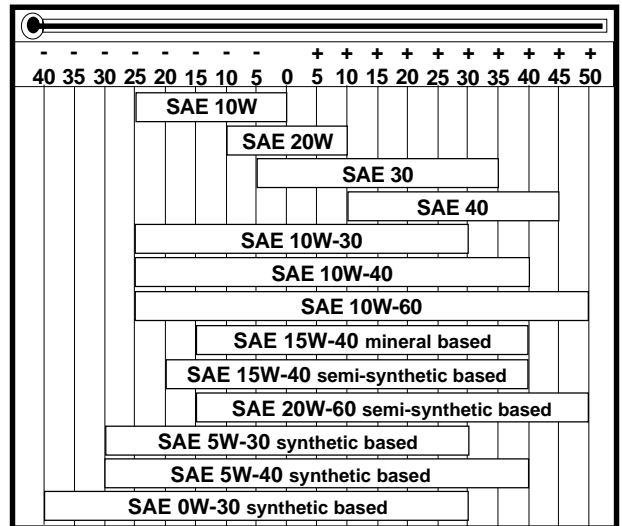 - - - - - - - - + + + + + + + + + +
40 35 30 25 20 15 10 5 0 5 10 15 20 25 30 35 40 45 50
SAE 10W
SAE 20W
SAE 30
SAE 40
SAE 10W-30
SAE 10W-40
SAE 10W-60
SAE 15W-40 mineral based
SAE 15W-40 semi-synthetic based
SAE 20W-60 semi-synthetic based
SAE 5W-30 synthetic based
SAE 5W-40 synthetic based
SAE 0W-30 synthetic based